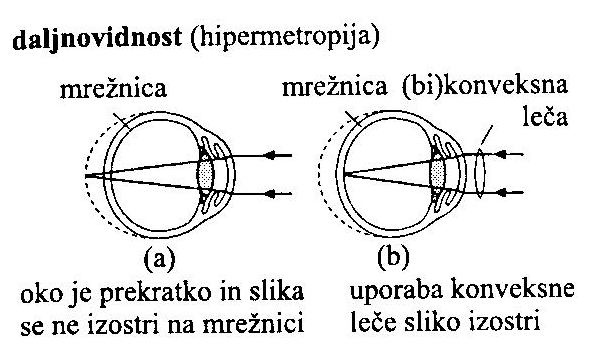 daljnovidnost (hipermetropija)
mrežnica
mrežnica (bi)konveksna
leča
(a)
(b)
oko je prekratko in slika
se ne izostri na mrežnici
uporaba konveksne
leče sliko izostri